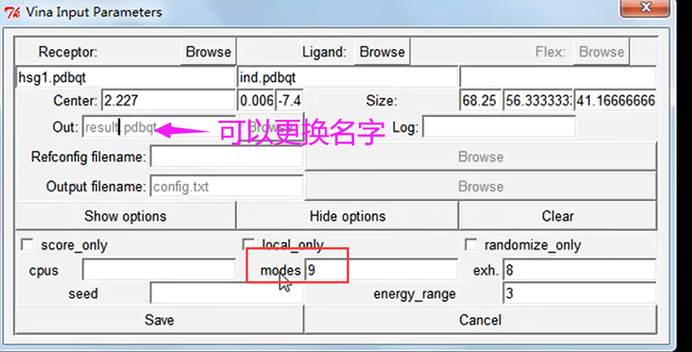 Vina Input Parameters
Receptor: Browse Ligand: Browse Flex: Browse
hsg1.pdbqt ind.pdbqt
Center: 2.227 0.006 -7.4 Size: 68.25 56.3333333 41.16666666
Out: result.pdbqt Browse Log:
可以更换名字
Refconfig filename: Browse
Output filename: config.txt Browse
Show options Hide options Clear
score_only local_only randomize_only
cpus modes 9 exh. 8
seed energy_range 3
Save Cancel